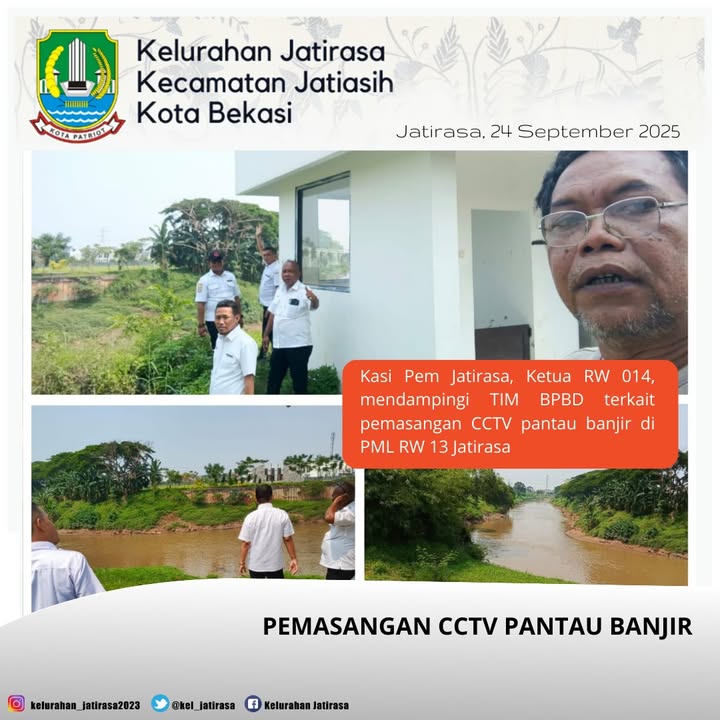 Kelurahan Jatirasa
Kecamatan Jatiasih
Kota Bekasi
KOTA PATRIOT
Jatirasa, 24 September 2025
Kasi Pem Jatirasa, Ketua RW 014,
mendampingi TIM BPBD terkait
pemasangan CCTV pantau banjir di
PML RW 13 Jatirasa
PEMASANGAN CCTV PANTAU BANJIR
kelurahan_jatirasa2023 @kel_jatirasa Kelurahan Jatirasa